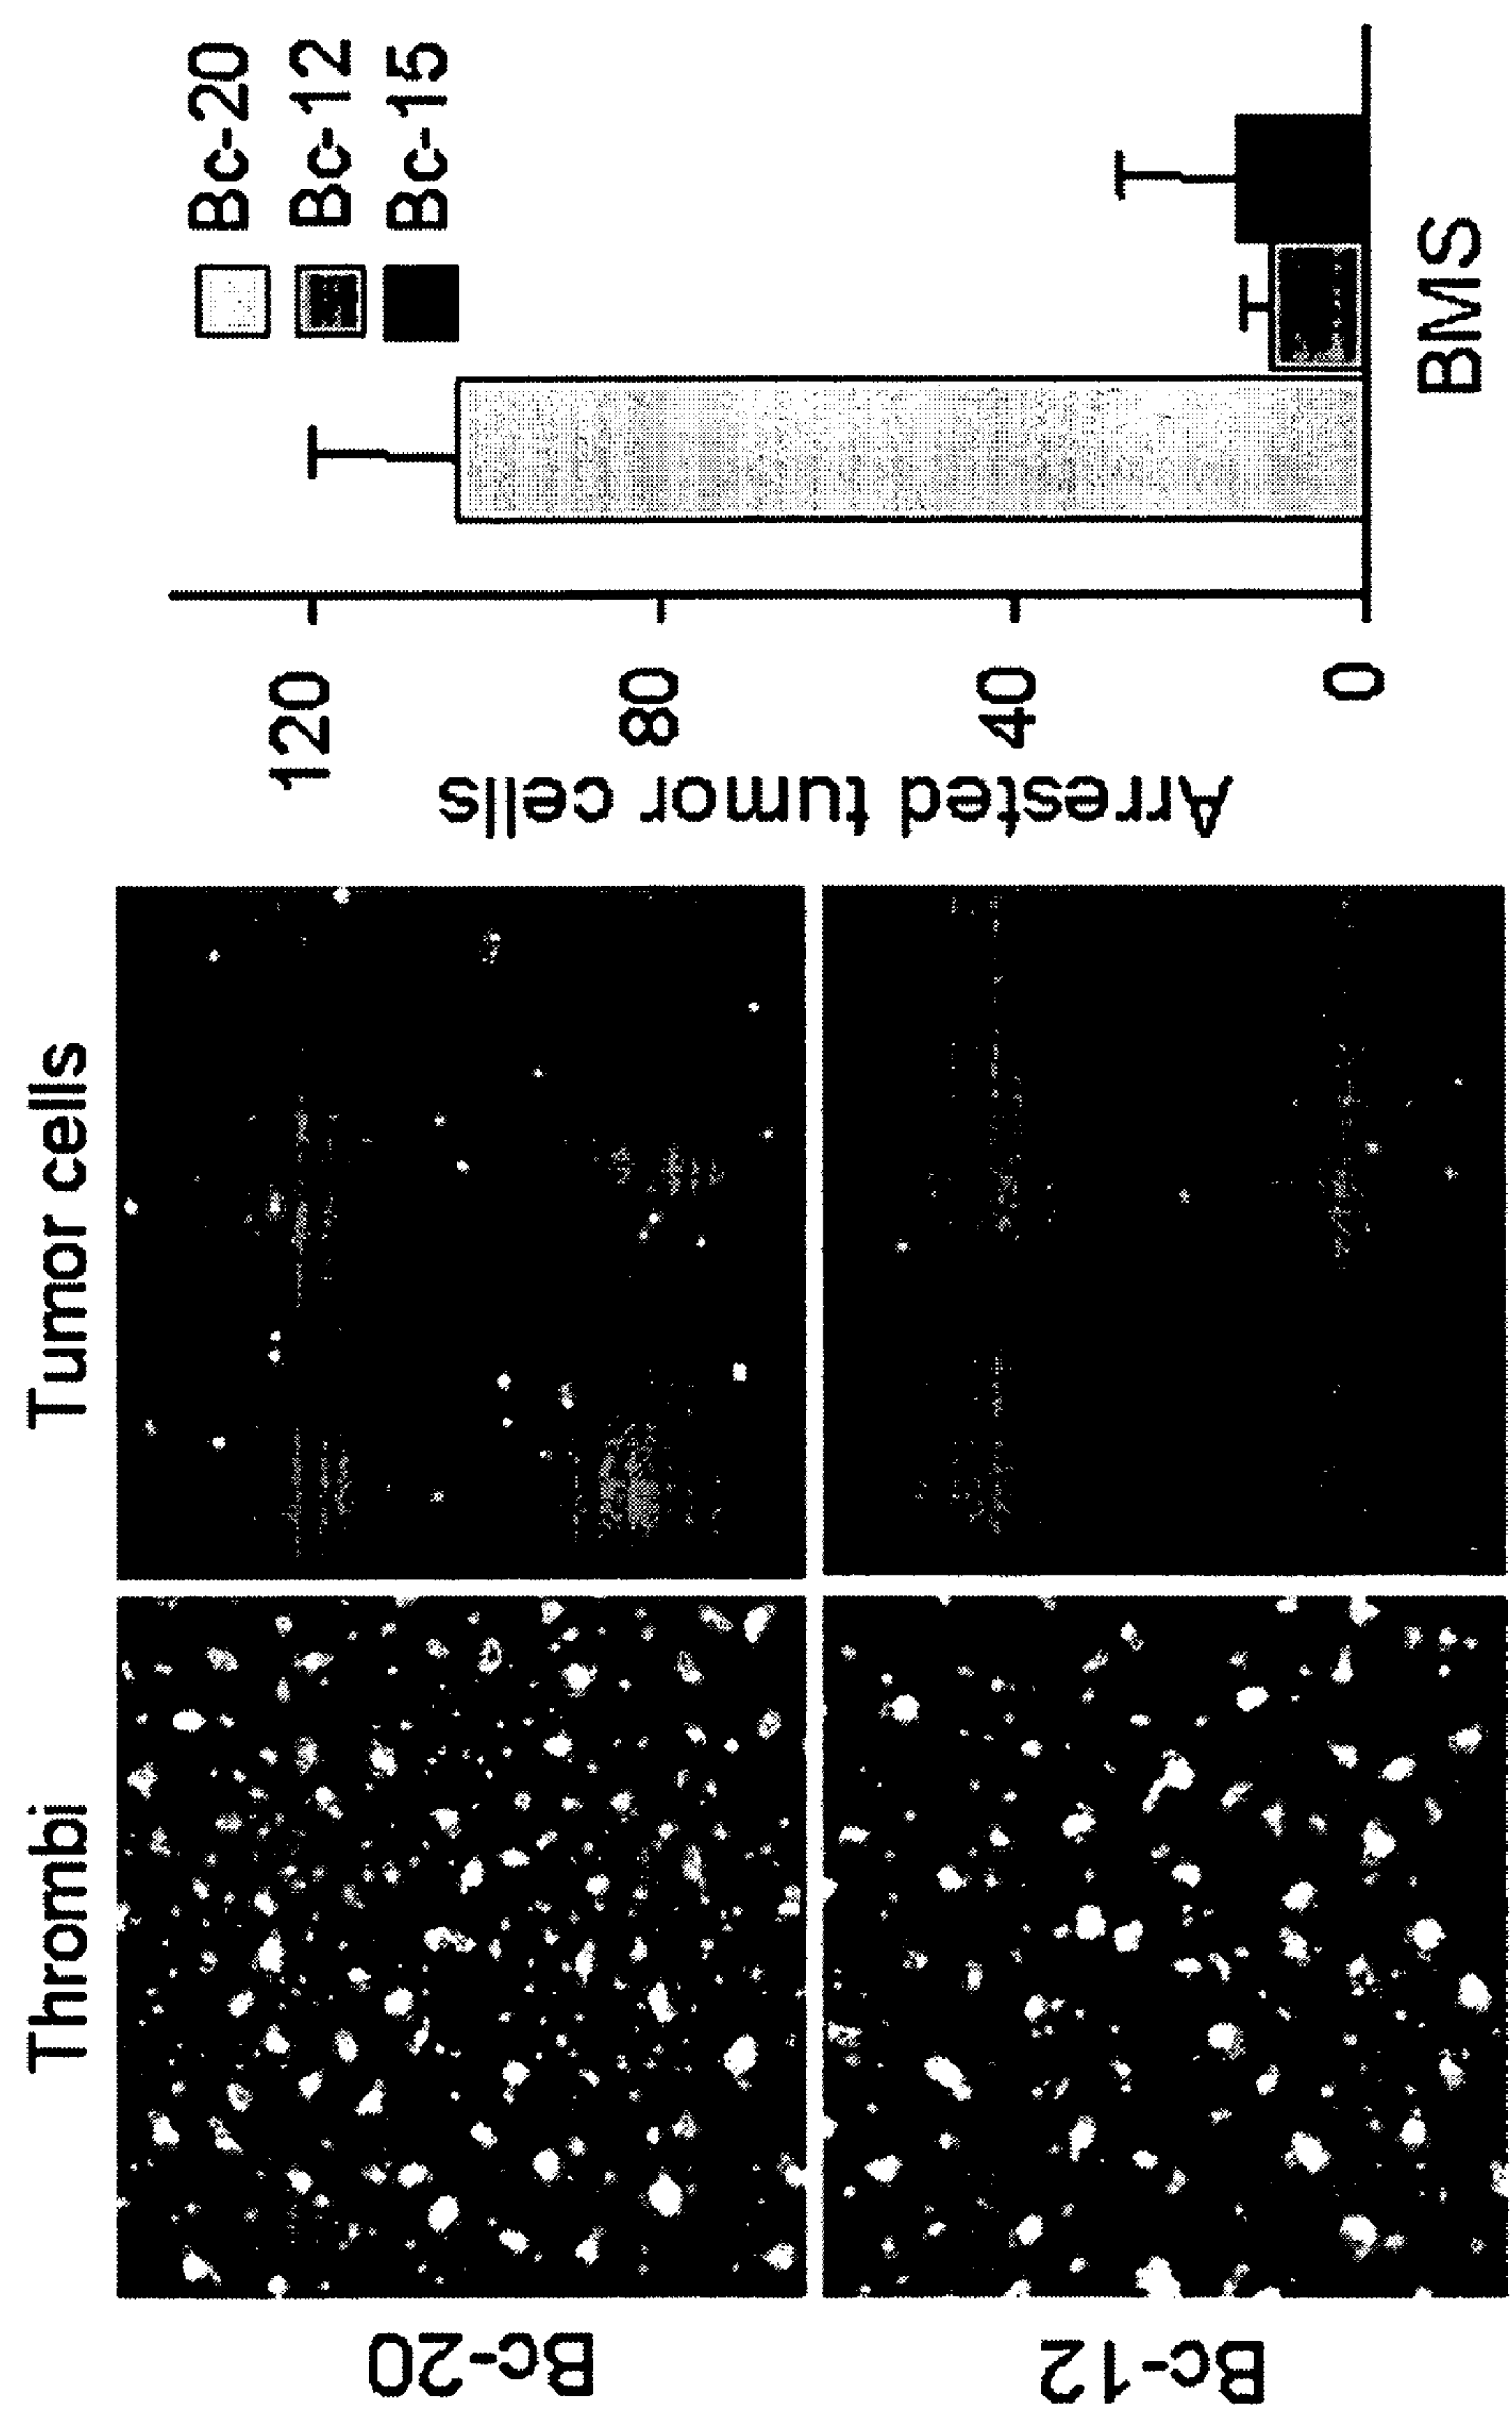 Thrombi
Tumor cells
Bc-20
Bc-12
Arrested tumor cells
120
80
40
0
Bc-20
Bc-12
Bc-15
BMS